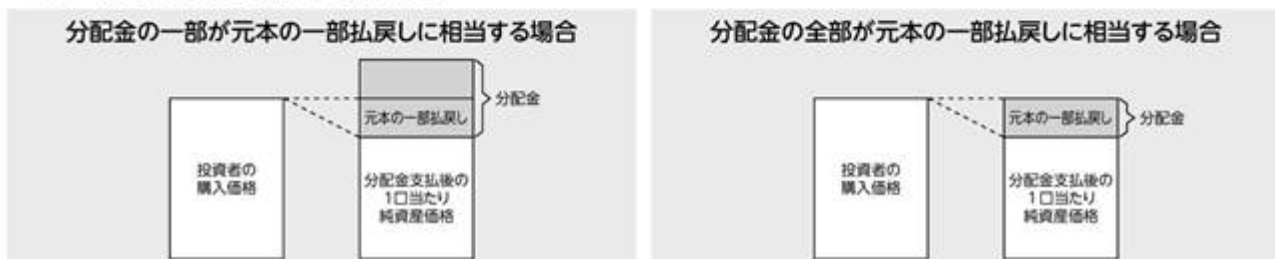 分配金の一部が元本の一部払戻しに相当する場合
分配金
元本の一部払戻し
投資者の
購入価格
分配金支払後の
1口当たり
純資産価格
分配金の全部が元本の一部払戻しに相当する場合
元本の一部払戻し
分配金
投資者の
購入価格
分配金支払後の
1口当たり
純資産価格